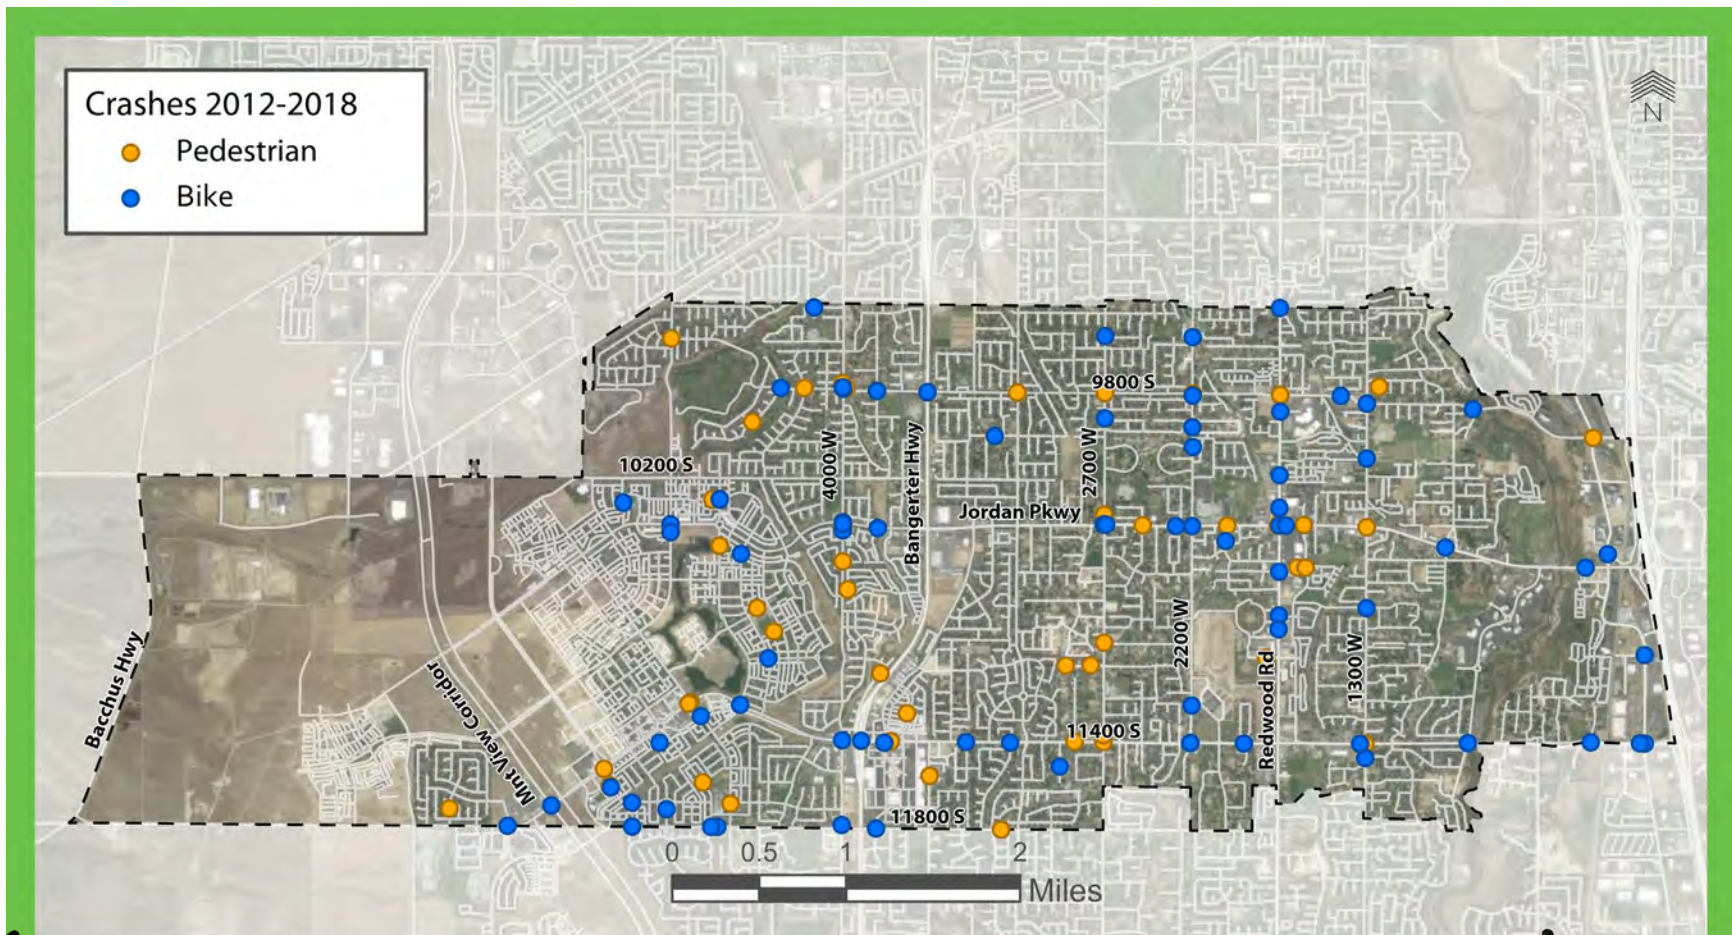 Crashes 2012-2018
Pedestrian
Bike
N
9800 S
10200 S
4000 W
Bangerter Hwy
2700 W
Jordan Pkwy
2200 W
Redwood Rd
1300 W
Bacchus Hwy
Mnt View Corridor
11400 S
11800 S
0 0.5 1 2
Miles